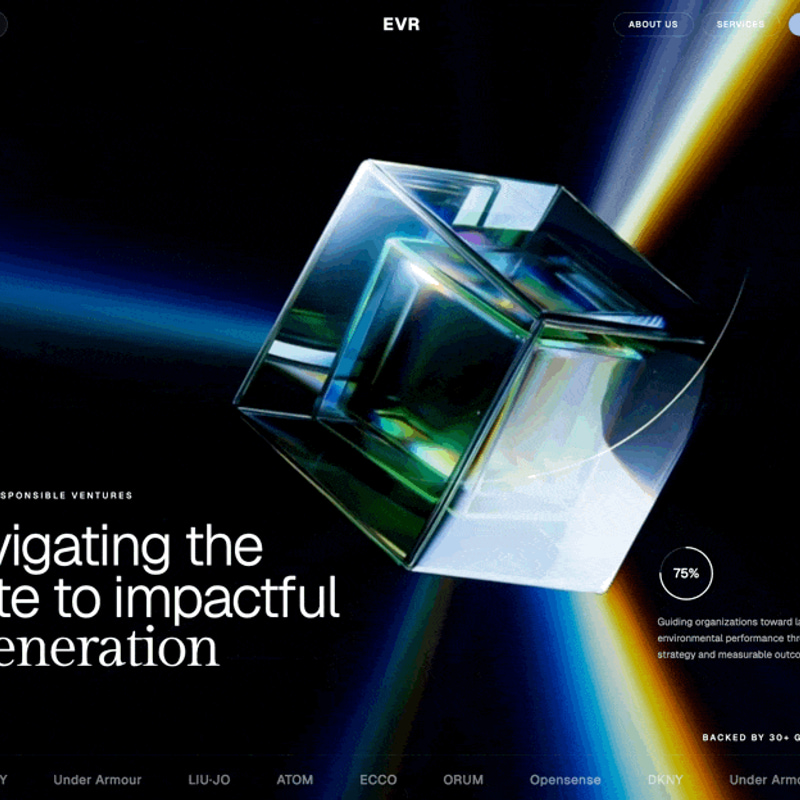 EVR
ABOUT US
SERVICES
SPONSIBLE VENTURES
vigating the
te to impactful
eneration
75%
Guiding organizations toward la
environmental performance thr
strategy and measurable outco
BACKED BY 30+ G
Y Under Armour LIU·JO ATOM ECCO ORUM Opensense DKNY Under Armo